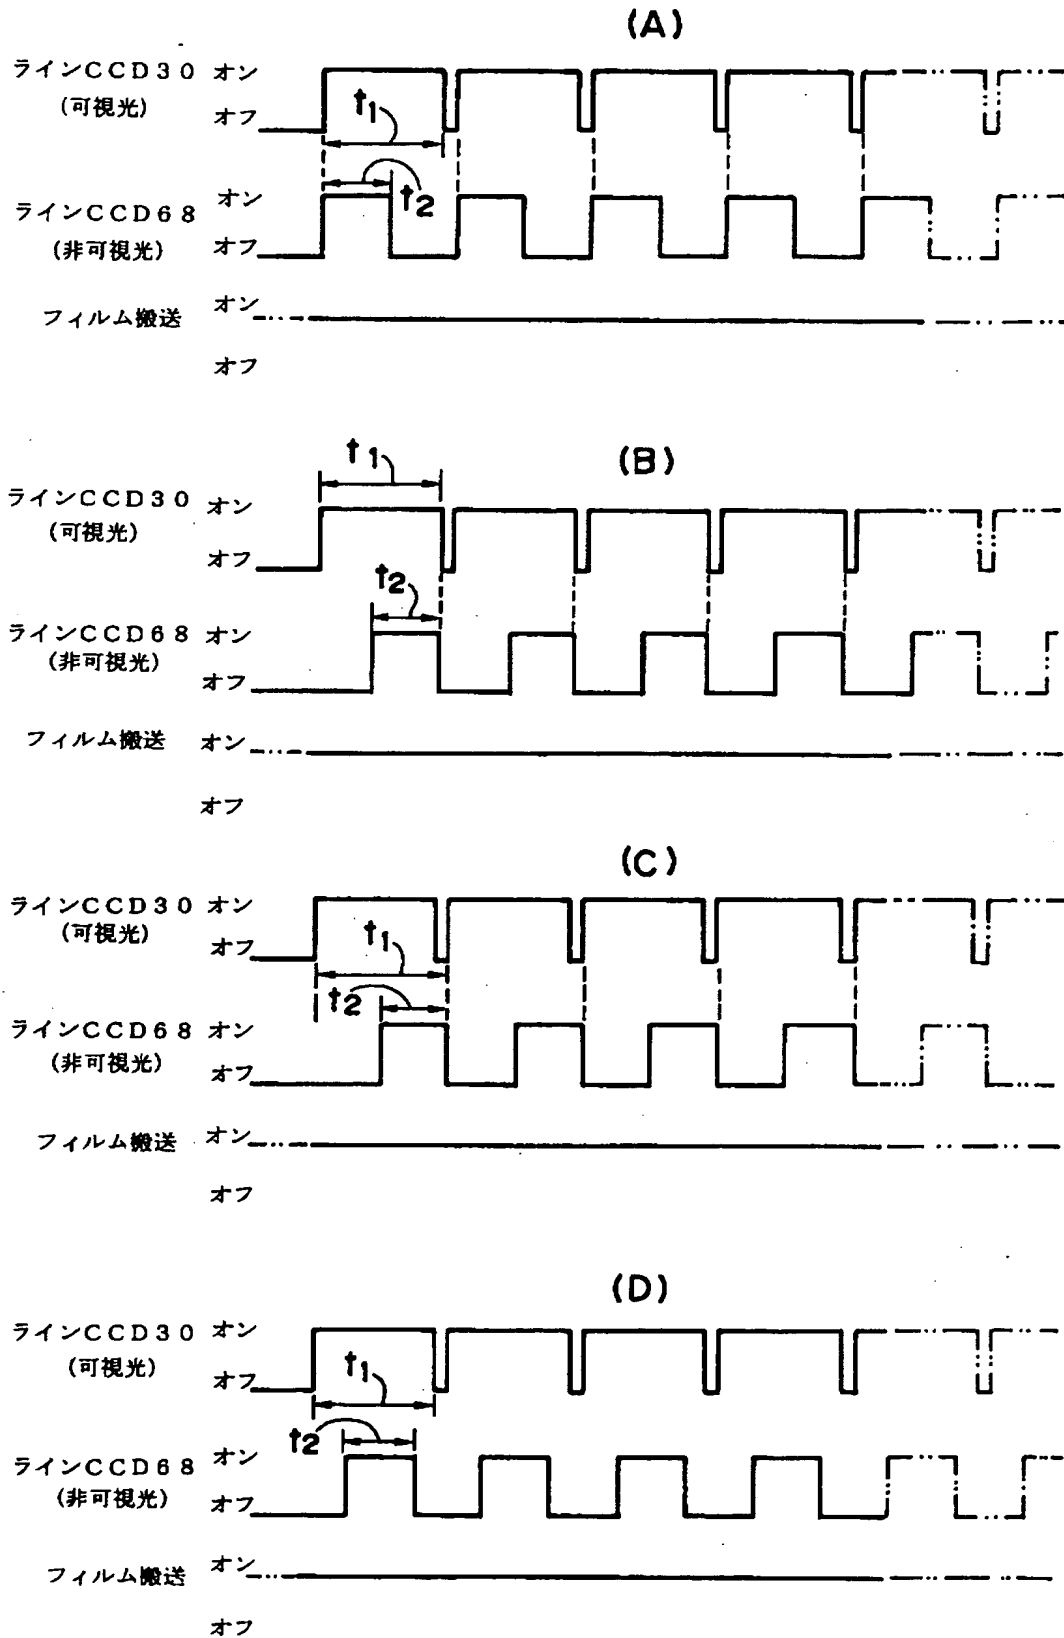 (A)
ラインCCD30 オン
(可視光)
オフ
t1
ラインCCD68 オン
(非可視光)
オフ
t2
フィルム搬送 オン
オフ
(B)
t1
ラインCCD30 オン
(可視光)
オフ
t2
ラインCCD68 オン
(非可視光)
オフ
フィルム搬送 オン
オフ
(C)
ラインCCD30 オン
(可視光)
オフ
t1
t2
ラインCCD68 オン
(非可視光)
オフ
フィルム搬送 オン
オフ
(D)
ラインCCD30 オン
(可視光)
オフ
t1
t2
ラインCCD68 オン
(非可視光)
オフ
フィルム搬送 オン
オフ